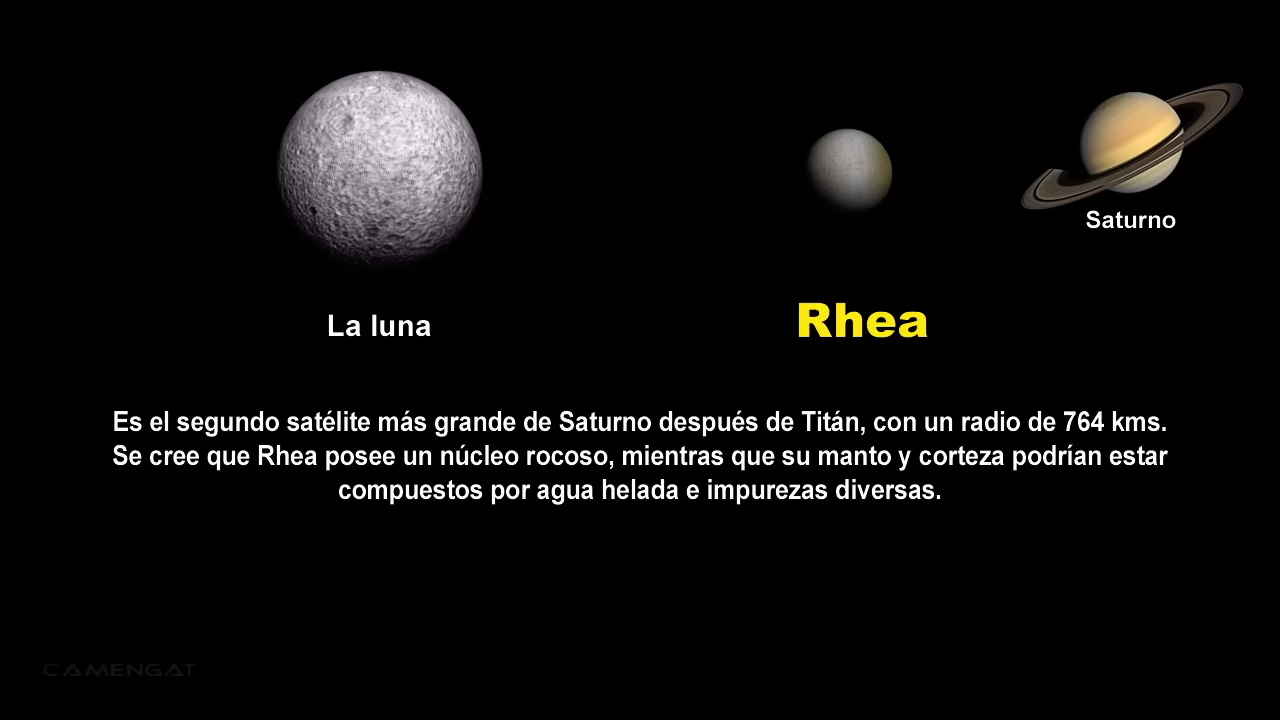 Saturno
La luna
Rhea
Es el segundo satélite más grande de Saturno después de Titán, con un radio de 764 kms.
Se cree que Rhea posee un núcleo rocoso, mientras que su manto y corteza podrían estar
compuestos por agua helada e impurezas diversas.
CAMENGAT